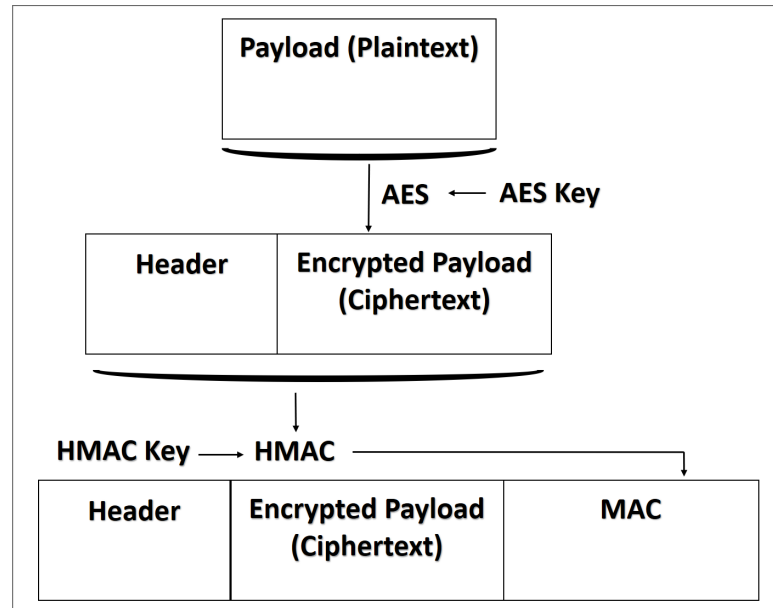 Payload (Plaintext)
AES
AES Key
Header
Encrypted Payload
(Ciphertext)
HMAC Key
HMAC
Header
Encrypted Payload
(Ciphertext)
MAC